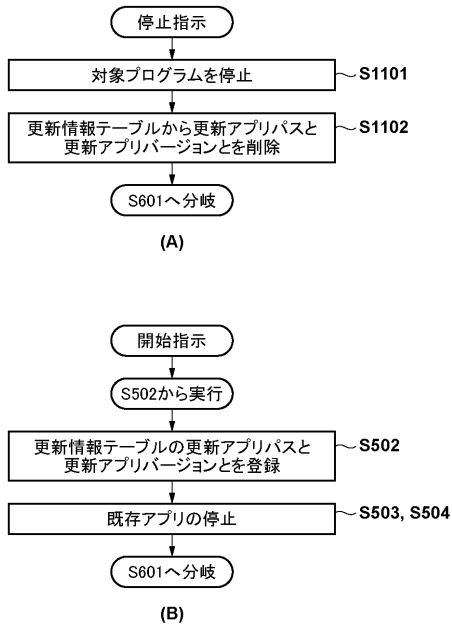 停止指示
対象プログラムを停止
S1101
更新情報テーブルから更新アプリパスと
更新アプリバージョンとを削除
S1102
S601へ分岐
(A)
開始指示
S502から実行
更新情報テーブルの更新アプリパスと
更新アプリバージョンとを登録
S502
既存アプリの停止
S503, S504
S601へ分岐
(B)